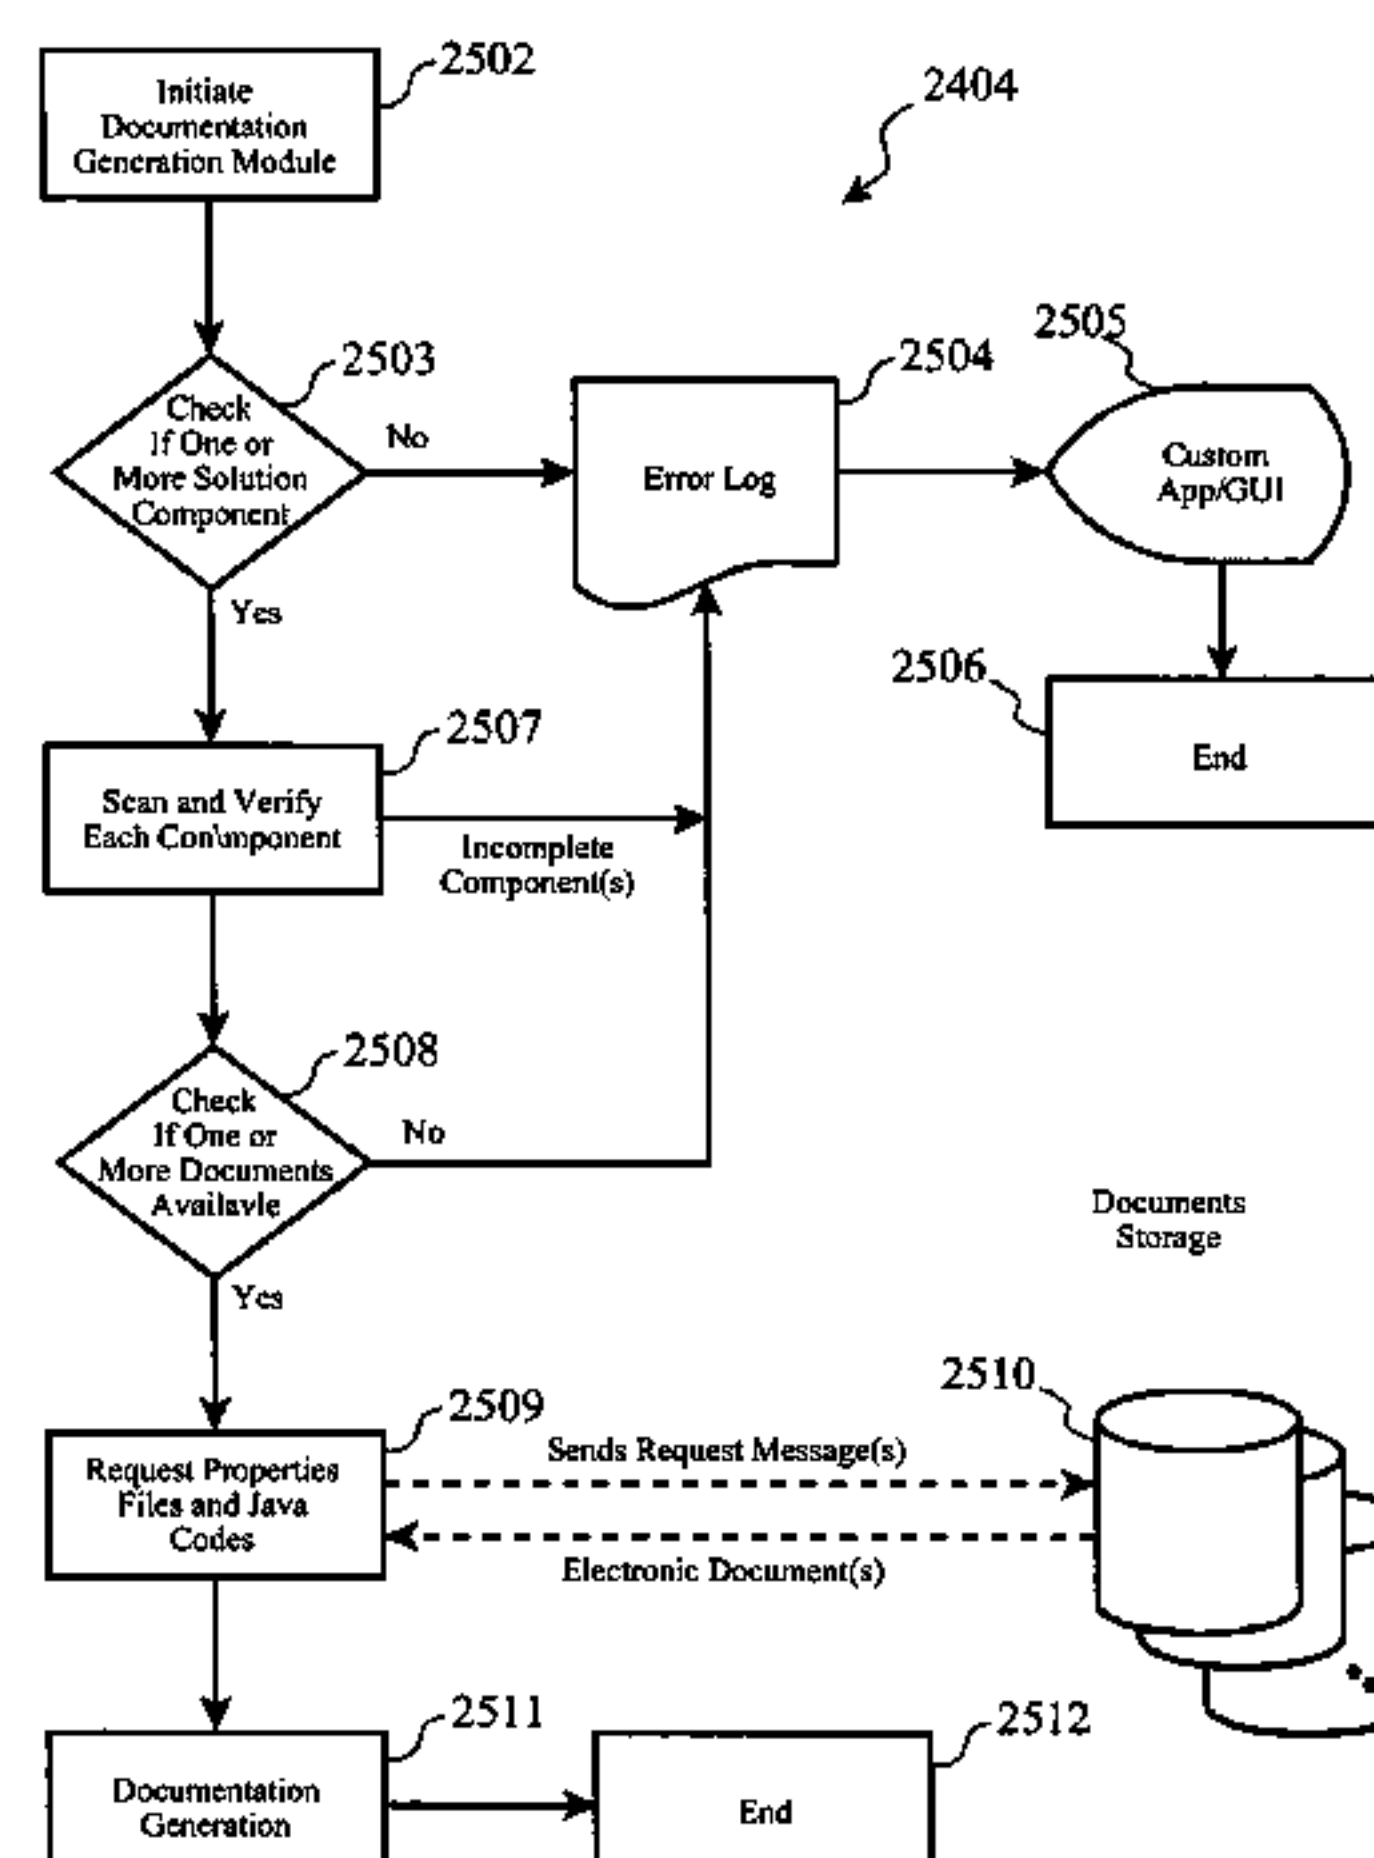 2502
Initiate
Documentation
Generation Module
2404
2503
Check
If One or
More Solution
Component
No
Yes
2504
Error Log
2505
Custom
App/GUI
2506
End
2507
Scan and Verify
Each Con\mponent
Incomplete
Component(s)
2508
Check
If One or
More Documents
Availavle
No
Yes
Documents
Storage
2509
Request Properties
Files and Java
Codes
Sends Request Message(s)
Electronic Document(s)
2510
2511
Documentation
Generation
2512
End